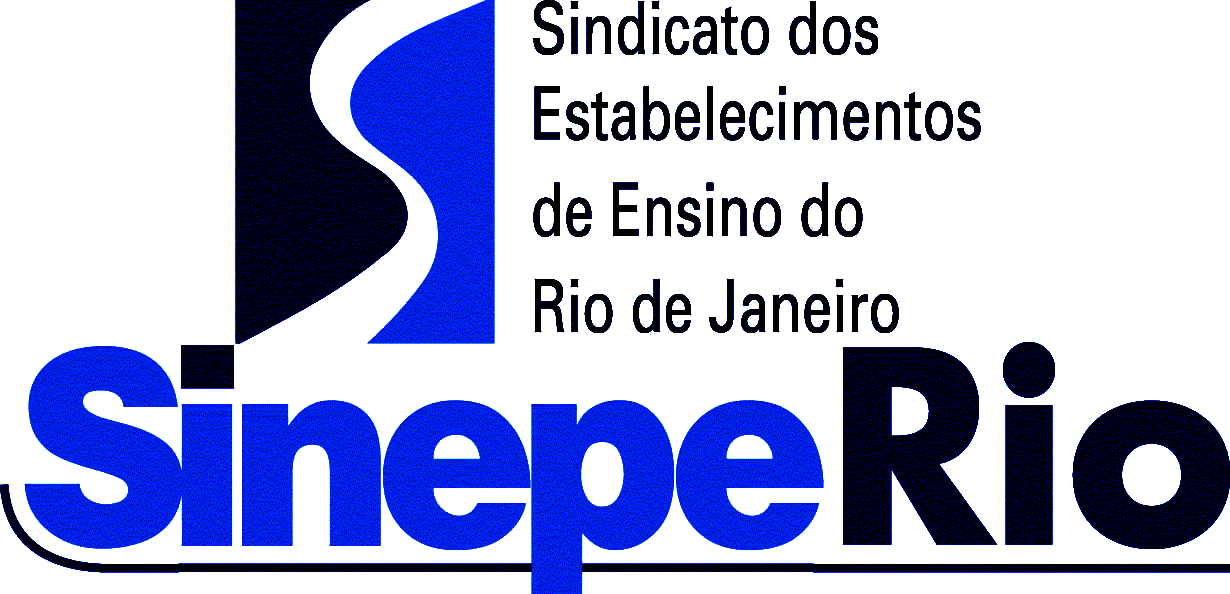 Sindicato dos
Estabelecimentos
de Ensino do
Rio de Janeiro
SinepeRio